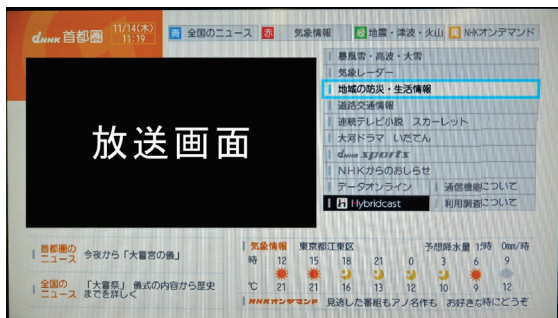 dNHK 首都圏 11/14(木) 11:19
青 全国のニュース 赤 気象情報 緑 地震・津波・火山 黄 NHKオンデマンド
暴風雪・高波・大雪
気象レーダー
地域の防災・生活情報
道路交通情報
連続テレビ小説 スカーレット
大河ドラマ いだてん
dNHK sports
NHKからのおしらせ
データオンライン 通信機能について
Hybridcast 利用調査について
放送画面
首都圏のニュース 今夜から「大嘗宮の儀」
全国のニュース 「大嘗祭」 儀式の内容から歴史までを詳しく
気象情報 東京都江東区 予想降水量 1時 0mm/時
時 12 15 18 21 0 3 6 9
℃ 21 21 16 13 12 10 9 12
NHKオンデマンド 見逃した番組もアノ名作も お好きな時にどうぞ